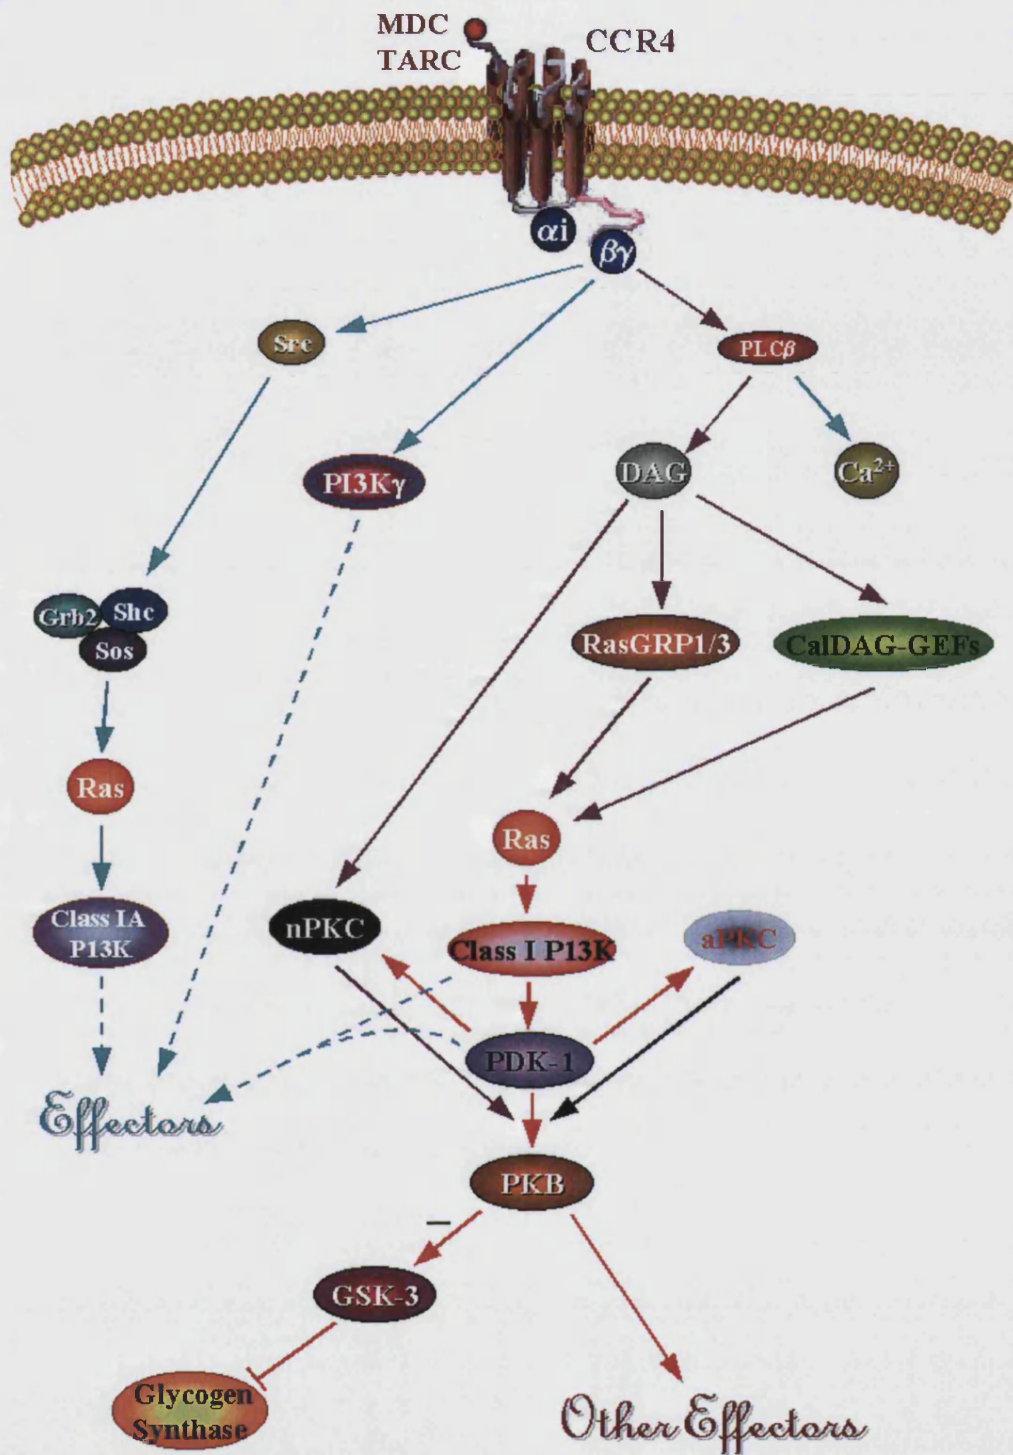 MDC
TARC
CCR4
αi
βγ
Src
PLCβ
PI3Kγ
DAG
Ca²⁺
Grb2
Shc
Sos
RasGRP1/3
CalDAG-GEFs
Ras
Ras
Class IA
P13K
nPKC
Class I P13K
aPKC
PDK-1
Effectors
PKB
–
GSK-3
Glycogen
Synthase
Other Effectors